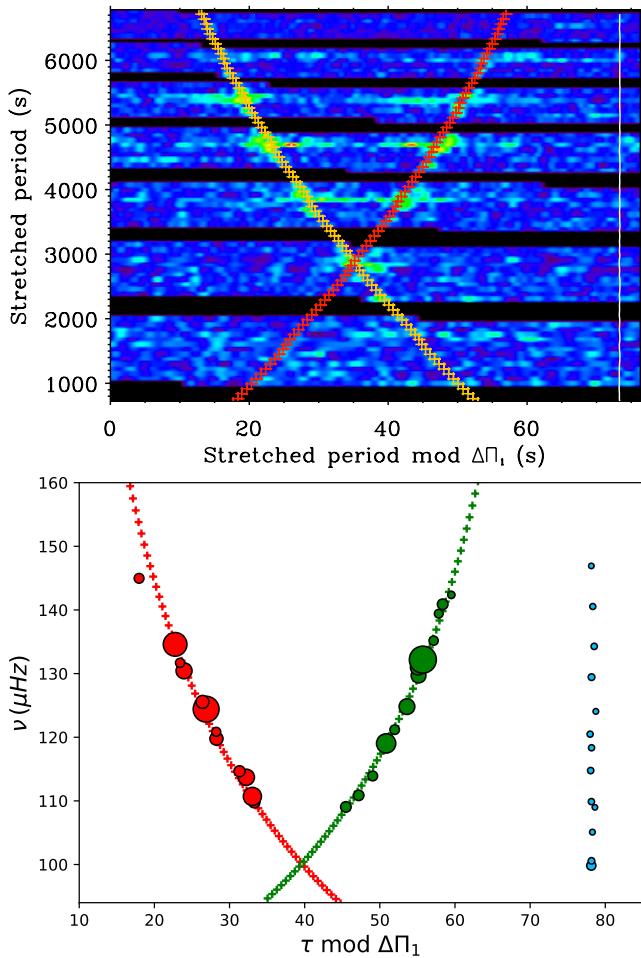 6000
5000
4000
3000
2000
1000
Stretched period (s)
0 20 40 60
Stretched period mod ΔΠ₁ (s)
160
150
140
130
120
110
100
ν(μHz)
10 20 30 40 50 60 70 80
τ mod ΔΠ₁